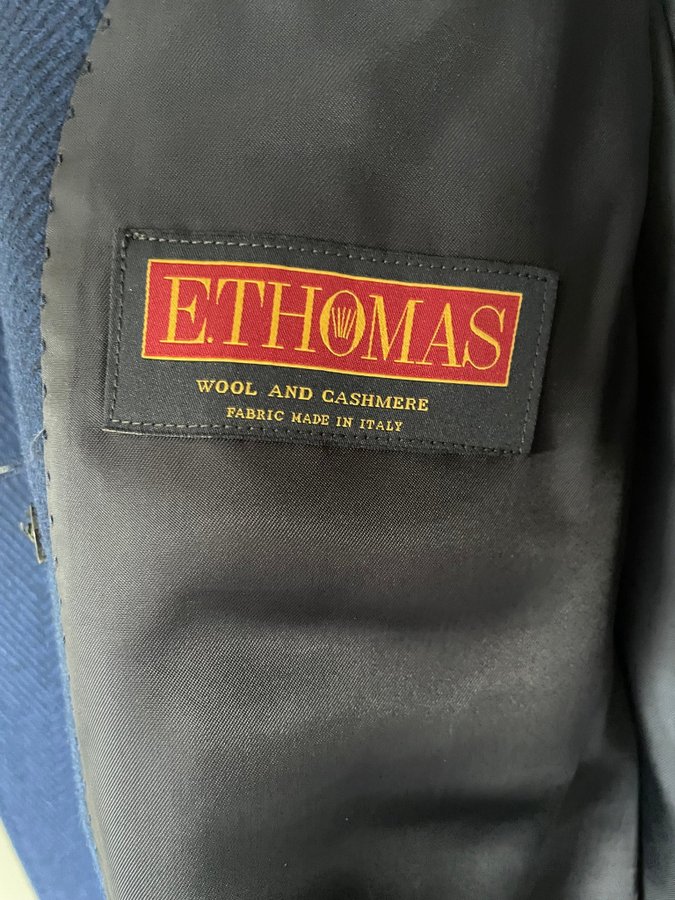 E.THOMAS
WOOL AND CASHMERE
FABRIC MADE IN ITALY